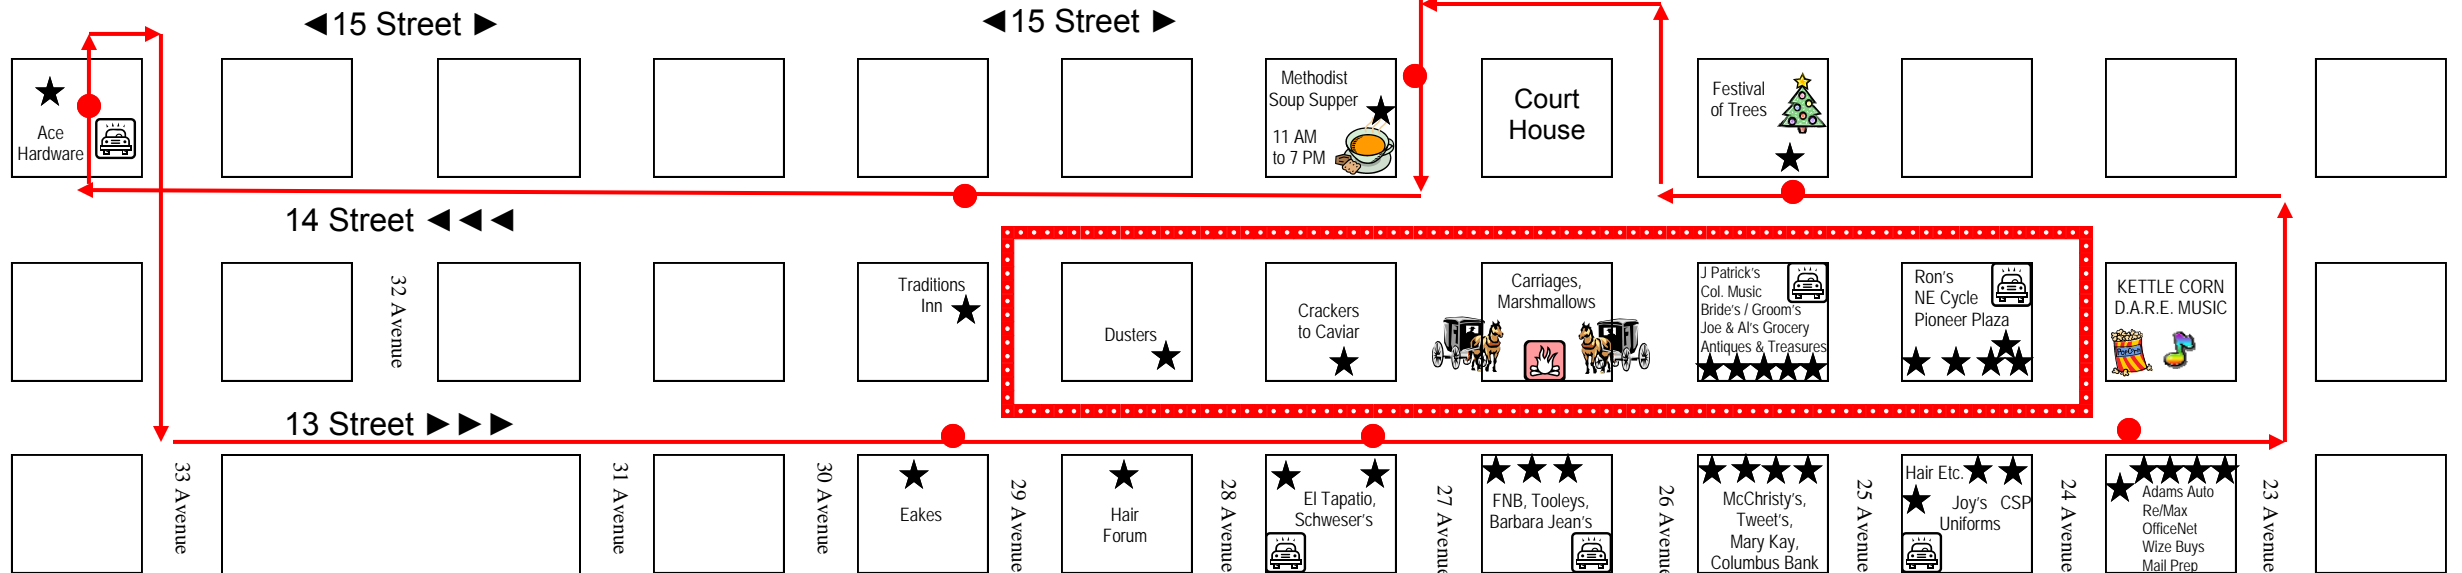 ◄15 Street ►
◄15 Street ►
Ace
Hardware
Methodist
Soup Supper
11 AM
to 7 PM
Court
House
Festival
of Trees
14 Street ◄◄◄
32 Avenue
Traditions
Inn
Dusters
Crackers
to Caviar
Carriages,
Marshmallows
J Patrick's
Col. Music
Bride's / Groom's
Joe & Al's Grocery
Antiques & Treasures
Ron's
NE Cycle
Pioneer Plaza
KETTLE CORN
D.A.R.E. MUSIC
13 Street ►►►
33 Avenue
31 Avenue
30 Avenue
Eakes
29 Avenue
Hair
Forum
28 Avenue
El Tapatio,
Schweser's
27 Avenue
FNB, Tooleys,
Barbara Jean's
26 Avenue
McChristy's,
Tweet's,
Mary Kay,
Columbus Bank
25 Avenue
Hair Etc.
Joy's CSP
Uniforms
24 Avenue
Adams Auto
Re/Max
OfficeNet
Wize Buys
Mail Prep
23 Avenue